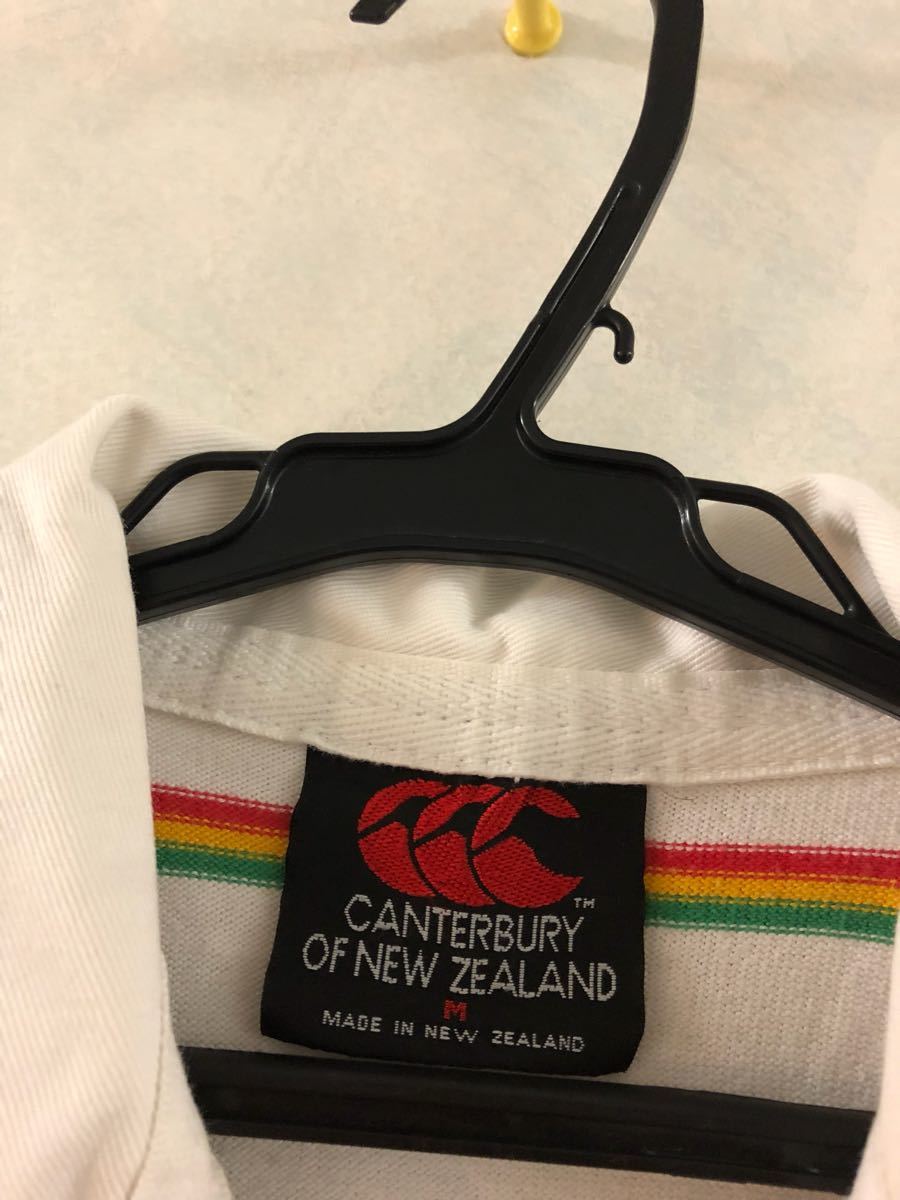 CANTERBURY™
OF NEW ZEALAND
M
MADE IN NEW ZEALAND